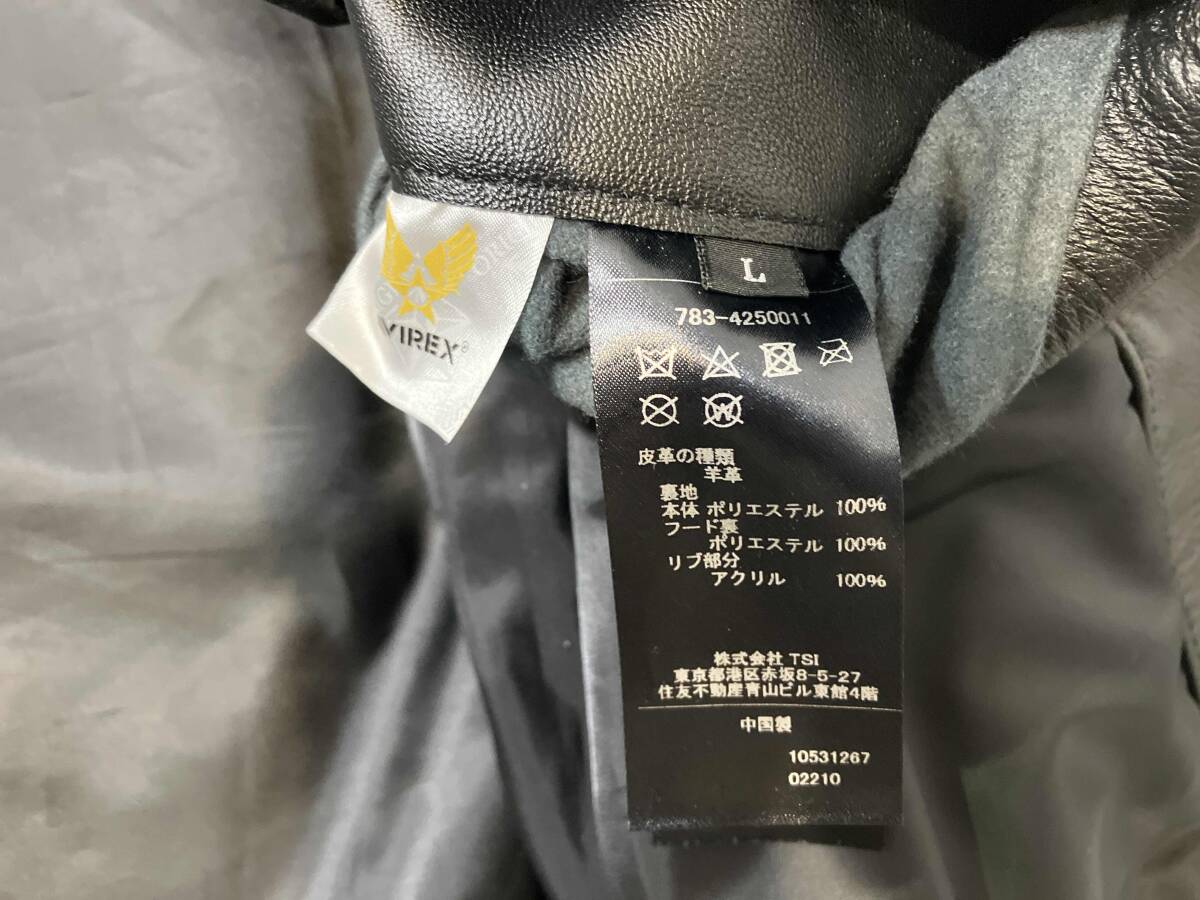 VIREX®
L
783-4250011
皮革の種類
羊革
裏地
本体 ポリエステル 100%
フード裏
ポリエステル 100%
リブ部分
アクリル 100%
株式会社 TSI
東京都港区赤坂8-5-27
住友不動産青山ビル東館4階
中国製
10531267
02210